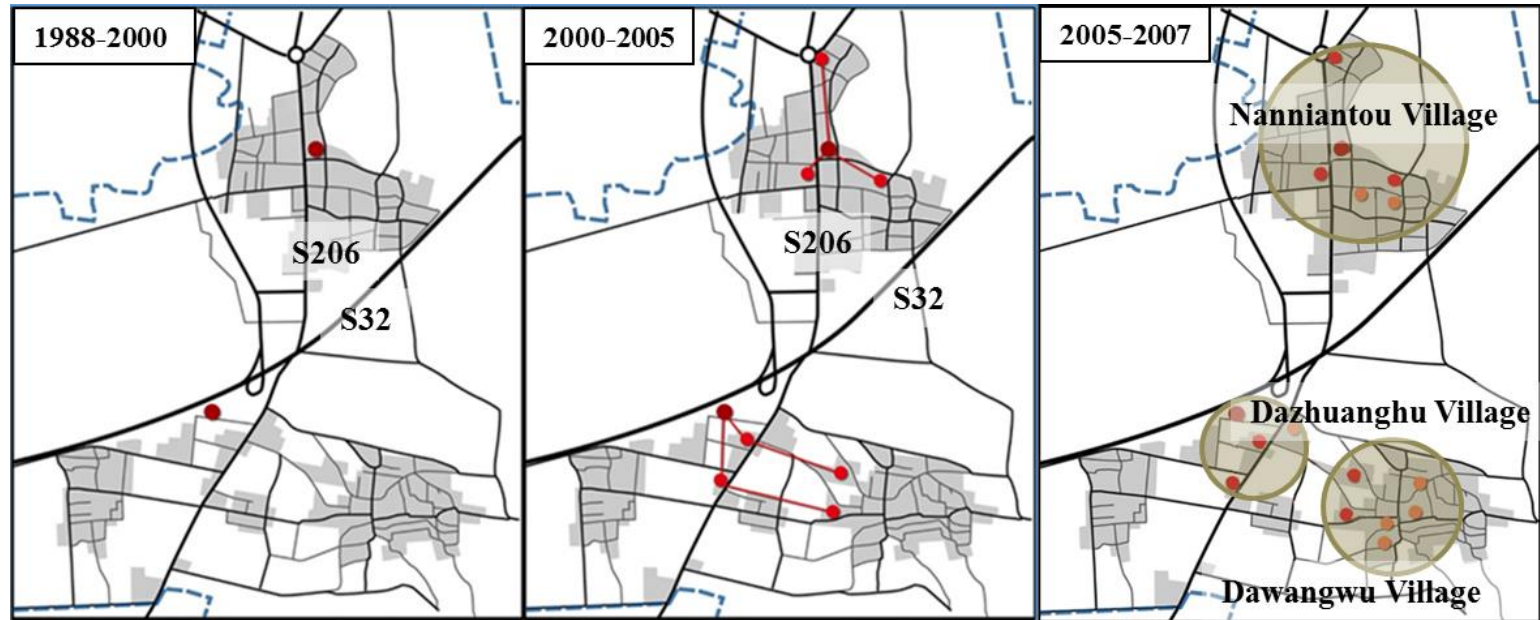 1988-2000
S206
S32
2000-2005
S206
S32
2005-2007
Nanniantou Village
Dazhuanghu Village
Dawangwu Village